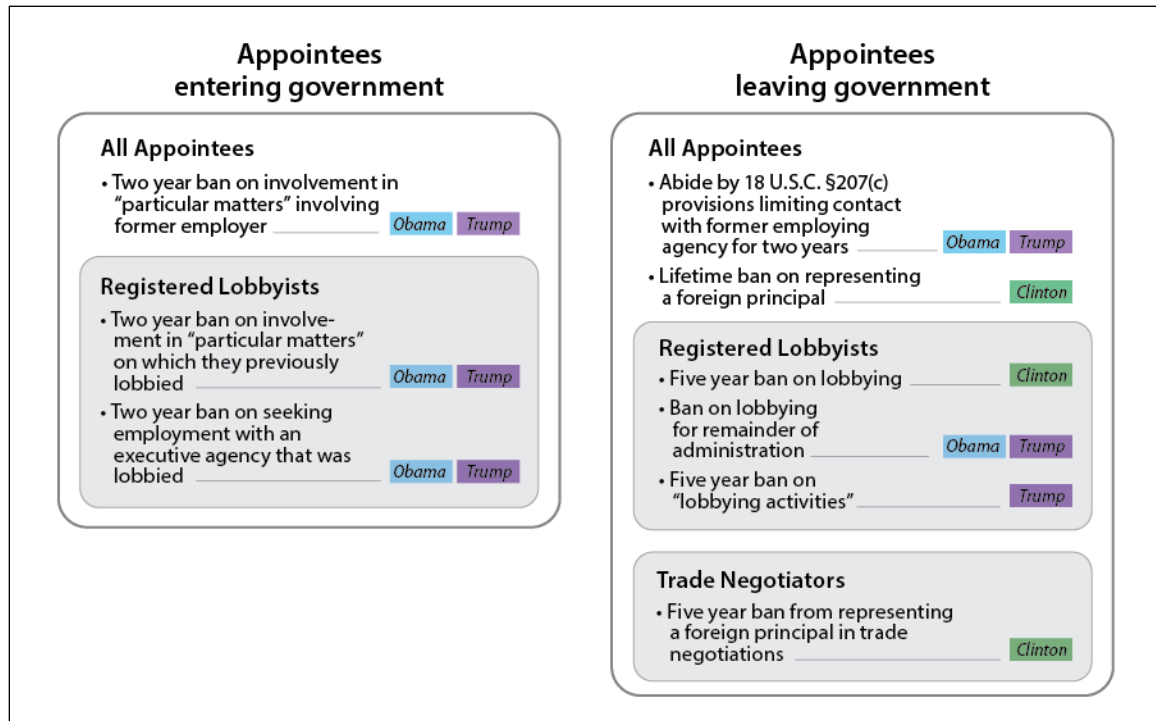 Appointees
entering government
All Appointees
• Two year ban on involvement in
“particular matters” involving
former employer Obama Trump
Registered Lobbyists
• Two year ban on involve-
ment in “particular matters”
on which they previously
lobbied Obama Trump
• Two year ban on seeking
employment with an
executive agency that was
lobbied Obama Trump
Appointees
leaving government
All Appointees
• Abide by 18 U.S.C. §207(c)
provisions limiting contact
with former employing
agency for two years Obama Trump
• Lifetime ban on representing
a foreign principal Clinton
Registered Lobbyists
• Five year ban on lobbying Clinton
• Ban on lobbying
for remainder of
administration Obama Trump
• Five year ban on
“lobbying activities” Trump
Trade Negotiators
• Five year ban from representing
a foreign principal in trade
negotiations Clinton